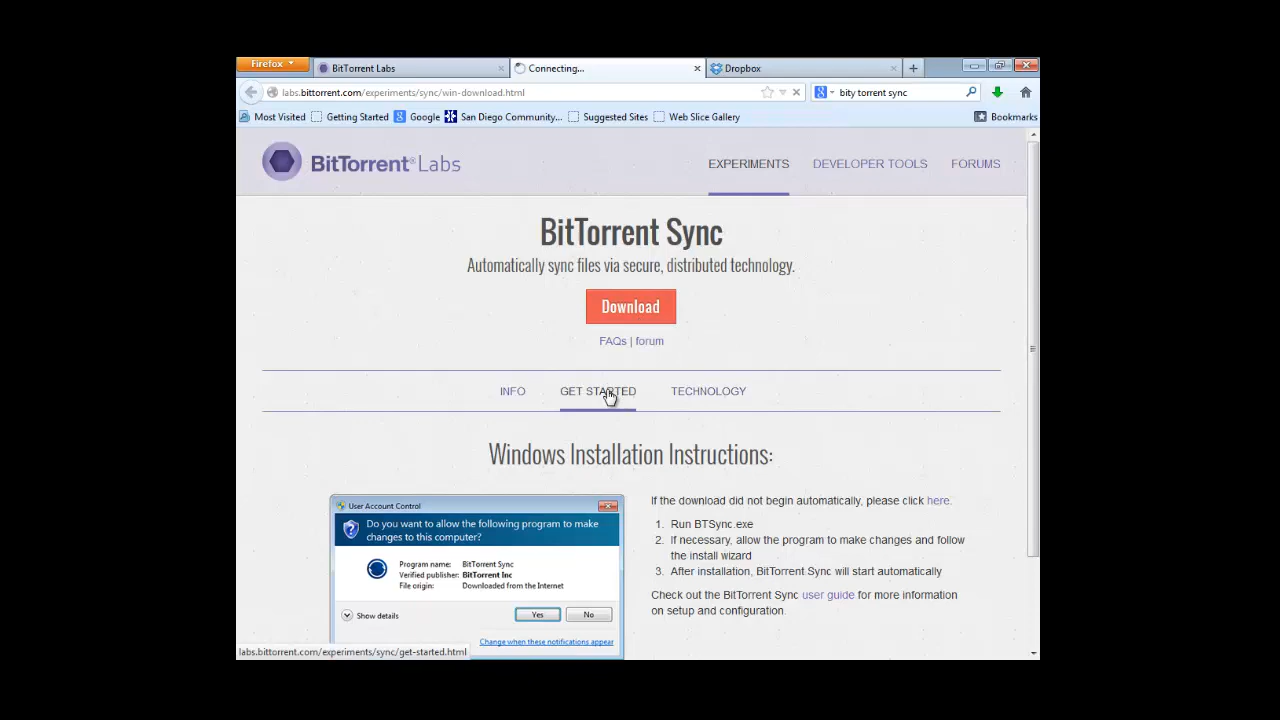 Firefox
BitTorrent Labs
Connecting...
Dropbox
labs.bittorrent.com/experiments/sync/win-download.html
bity torrent sync
Most Visited
Getting Started
Google
San Diego Community...
Suggested Sites
Web Slice Gallery
Bookmarks
BitTorrent® Labs
EXPERIMENTS
DEVELOPER TOOLS
FORUMS
BitTorrent Sync
Automatically sync files via secure, distributed technology.
Download
FAQs | forum
INFO
GET STARTED
TECHNOLOGY
Windows Installation Instructions:
User Account Control
Do you want to allow the following program to make
changes to this computer?
Program name: BitTorrent Sync
Verified publisher: BitTorrent Inc
File origin: Downloaded from the Internet
Show details
Yes
No
Change when these notifications appear
If the download did not begin automatically, please click here.
1. Run BTSync.exe
2. If necessary, allow the program to make changes and follow
the install wizard
3. After installation, BitTorrent Sync will start automatically
Check out the BitTorrent Sync user guide for more information
on setup and configuration.
labs.bittorrent.com/experiments/sync/get-started.html